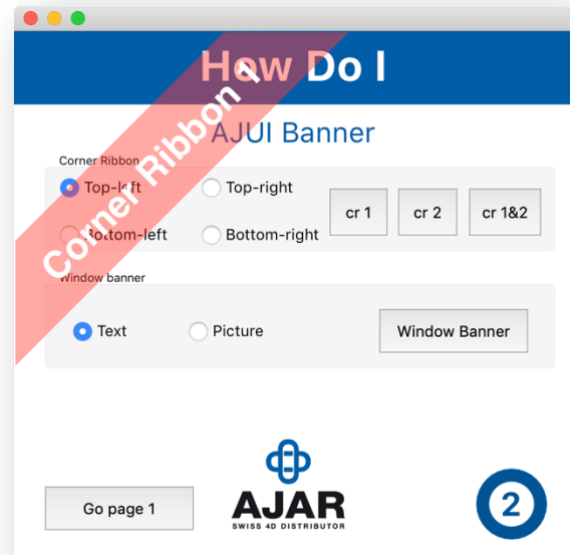 How Do I
AJUI Banner
Corner Ribbon 1
Corner Ribbon
Top-left
Top-right
cr 1
cr 2
cr 1&2
Bottom-left
Bottom-right
Window banner
Text
Picture
Window Banner
Go page 1
AJAR
SWISS 4D DISTRIBUTOR
2